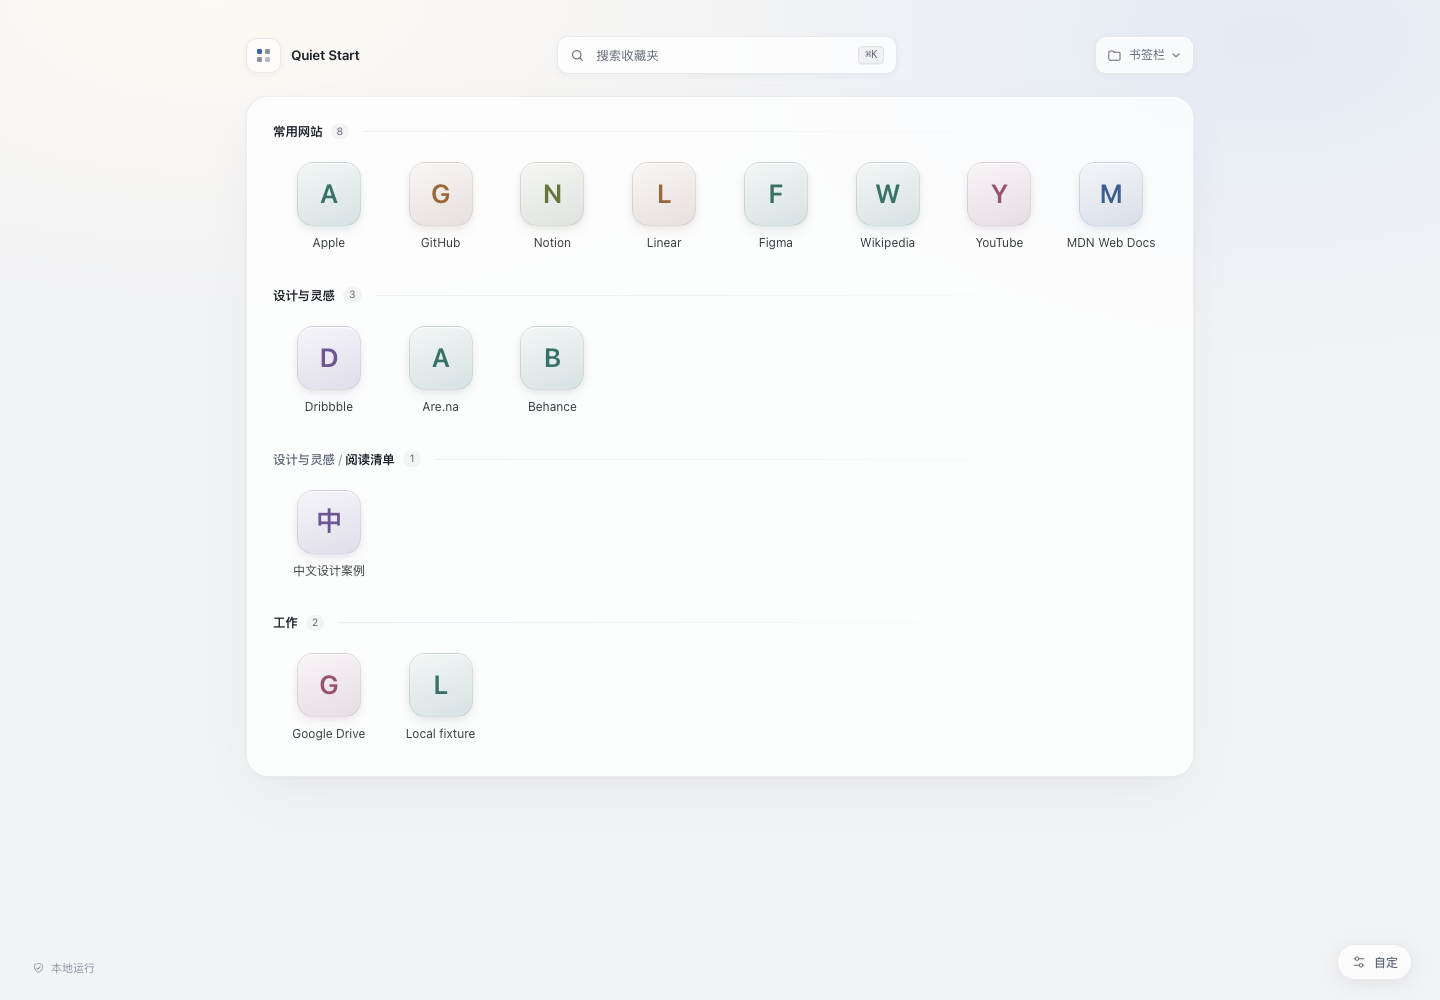 Quiet Start
搜索收藏夹
⌘K
书签栏
常用网站 8
A G N L F W Y M
Apple GitHub Notion Linear Figma Wikipedia YouTube MDN Web Docs
设计与灵感 3
D A B
Dribbble Are.na Behance
设计与灵感 / 阅读清单 1
中
中文设计案例
工作 2
G L
Google Drive Local fixture
本地运行
自定